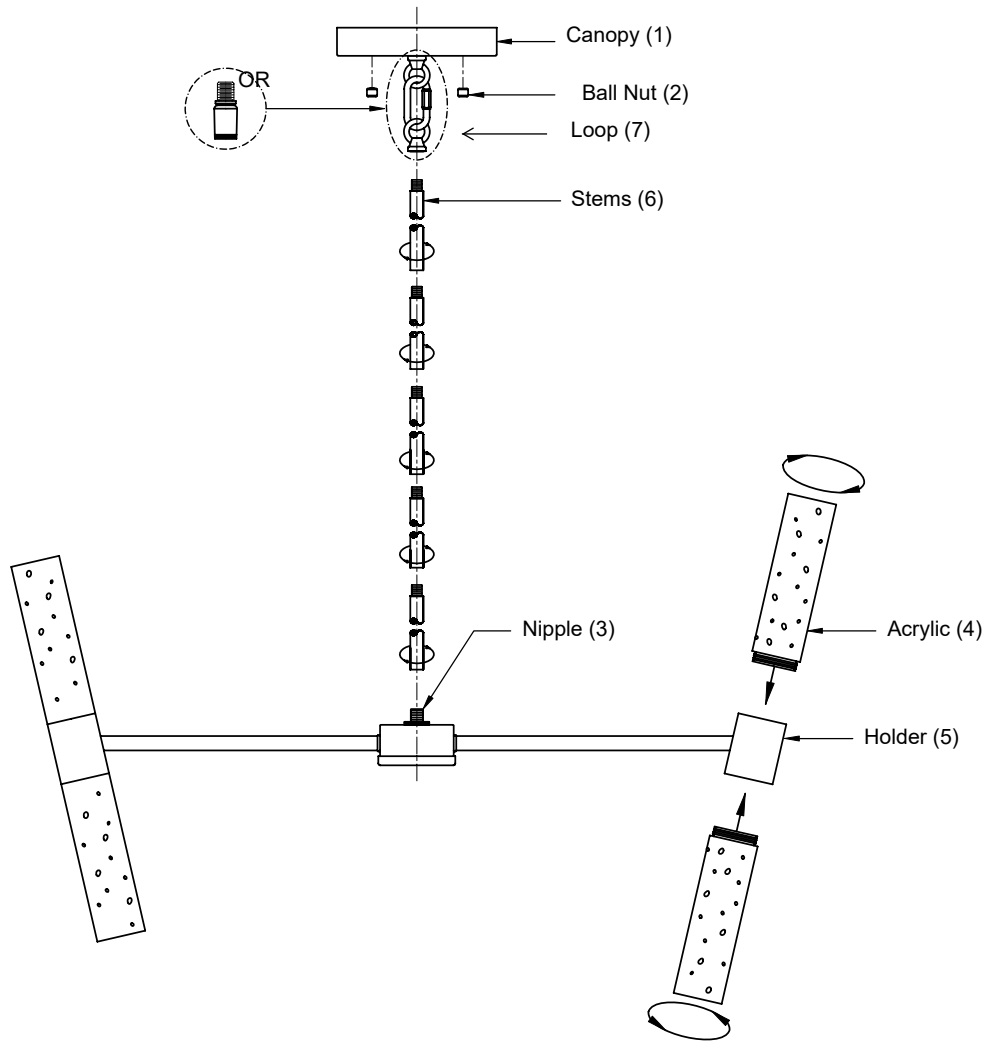 Canopy (1)
OR
Ball Nut (2)
Loop (7)
Stems (6)
Nipple (3)
Acrylic (4)
Holder (5)